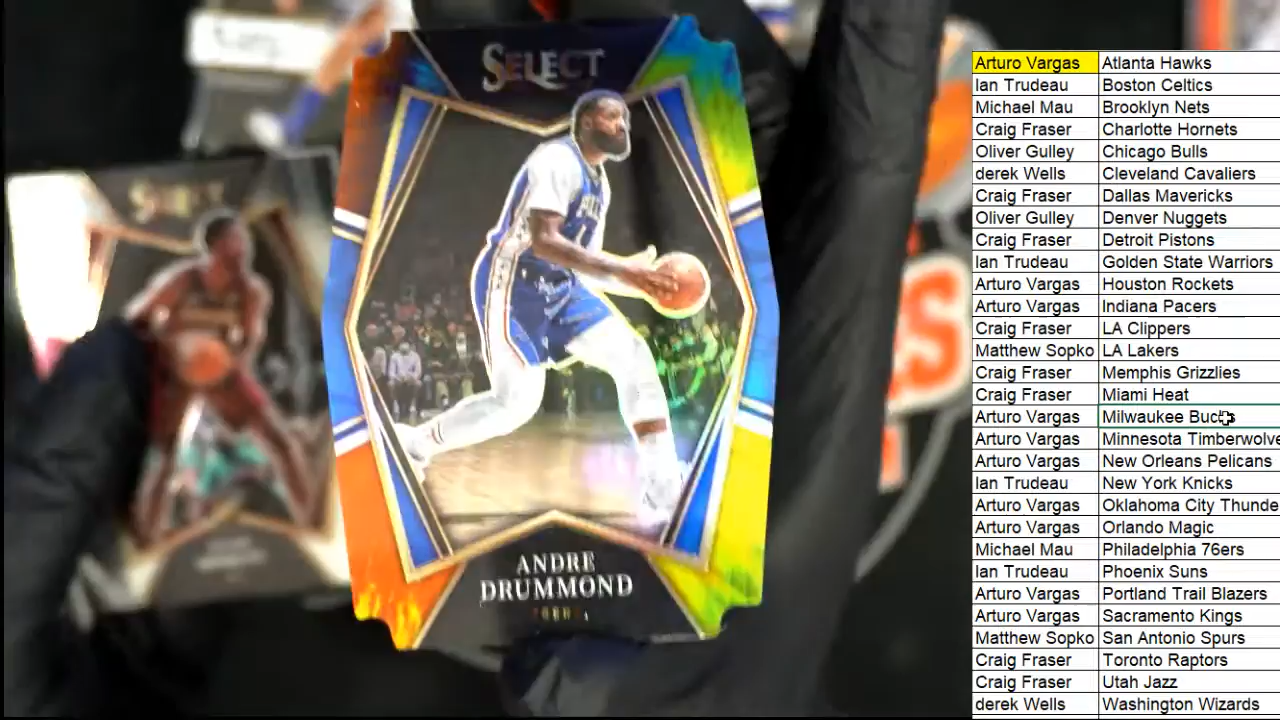 SELECT
ANDRE
DRUMMOND
Arturo Vargas Atlanta Hawks
Ian Trudeau Boston Celtics
Michael Mau Brooklyn Nets
Craig Fraser Charlotte Hornets
Oliver Gulley Chicago Bulls
derek Wells Cleveland Cavaliers
Craig Fraser Dallas Mavericks
Oliver Gulley Denver Nuggets
Craig Fraser Detroit Pistons
Ian Trudeau Golden State Warriors
Arturo Vargas Houston Rockets
Arturo Vargas Indiana Pacers
Craig Fraser LA Clippers
Matthew Sopko LA Lakers
Craig Fraser Memphis Grizzlies
Craig Fraser Miami Heat
Arturo Vargas Milwaukee Bucks
Arturo Vargas Minnesota Timberwolve
Arturo Vargas New Orleans Pelicans
Ian Trudeau New York Knicks
Arturo Vargas Oklahoma City Thunde
Arturo Vargas Orlando Magic
Michael Mau Philadelphia 76ers
Ian Trudeau Phoenix Suns
Arturo Vargas Portland Trail Blazers
Arturo Vargas Sacramento Kings
Matthew Sopko San Antonio Spurs
Craig Fraser Toronto Raptors
Craig Fraser Utah Jazz
derek Wells Washington Wizards